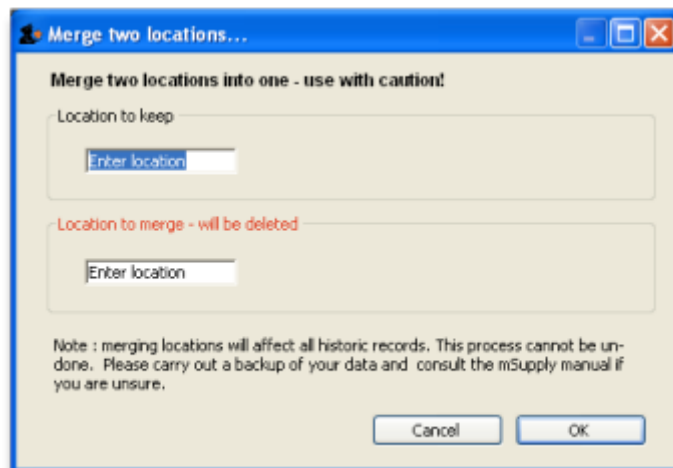 Merge two locations...
Merge two locations into one - use with caution!
Location to keep
Enter location
Location to merge - will be deleted
Enter location
Note : merging locations will affect all historic records. This process cannot be un-
done. Please carry out a backup of your data and consult the mSupply manual if
you are unsure.
Cancel OK